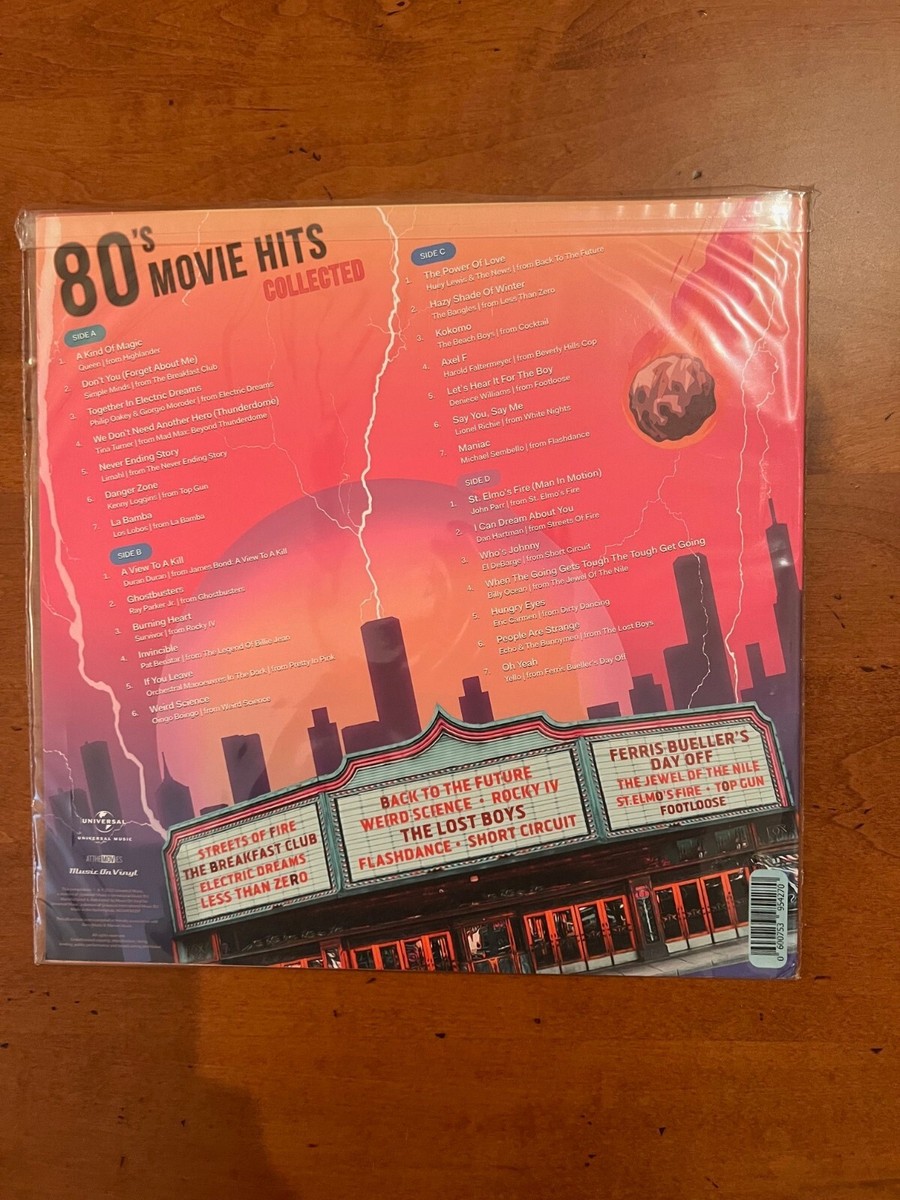 80's
MOVIE HITS
COLLECTED
SIDE A
1. A Kind Of Magic
Queen | from Highlander
2. Don't You (Forget About Me)
Simple Minds | from The Breakfast Club
3. Together In Electric Dreams
Philip Oakey & Giorgio Moroder | from Electric Dreams
4. We Don't Need Another Hero (Thunderdome)
Tina Turner | from Mad Max: Beyond Thunderdome
5. Never Ending Story
Limahl | from The Never Ending Story
6. Danger Zone
Kenny Loggins | from Top Gun
7. La Bamba
Los Lobos | from La Bamba
SIDE B
1. A View To A Kill
Duran Duran | from James Bond: A View To A Kill
2. Ghostbusters
Ray Parker Jr. | from Ghostbusters
3. Burning Heart
Survivor | from Rocky IV
4. Invincible
Pat Benatar | from The Legend Of Billie Jean
5. If You Leave
Orchestral Manoeuvres In The Dark | from Pretty In Pink
6. Weird Science
Oingo Boingo | from Weird Science
SIDE C
1. The Power Of Love
Huey Lewis & The News | from Back To The Future
2. Hazy Shade Of Winter
The Bangles | from Less Than Zero
3. Kokomo
The Beach Boys | from Cocktail
4. Axel F
Harold Faltermeyer | from Beverly Hills Cop
5. Let's Hear It For The Boy
Deniece Williams | from Footloose
6. Say You, Say Me
Lionel Richie | from White Nights
7. Maniac
Michael Sembello | from Flashdance
SIDE D
1. St. Elmo's Fire (Man In Motion)
John Parr | from St. Elmo's Fire
2. I Can Dream About You
Dan Hartman | from Streets Of Fire
3. Who's Johnny
El DeBarge | from Short Circuit
4. When The Going Gets Tough The Tough Get Going
Billy Ocean | from The Jewel Of The Nile
5. Hungry Eyes
Eric Carmen | from Dirty Dancing
6. People Are Strange
Echo & The Bunnymen | from The Lost Boys
7. Oh Yeah
Yello | from Ferris Bueller's Day Off
STREETS OF FIRE
THE BREAKFAST CLUB
ELECTRIC DREAMS
LESS THAN ZERO
BACK TO THE FUTURE
WEIRD SCIENCE • ROCKY IV
THE LOST BOYS
FLASHDANCE • SHORT CIRCUIT
FERRIS BUELLER'S
DAY OFF
THE JEWEL OF THE NILE
ST.ELMO'S FIRE • TOP GUN
FOOTLOOSE
UNIVERSAL
UNIVERSAL MUSIC
ATTHEMOVIES
Music On Vinyl
0 600753 954270